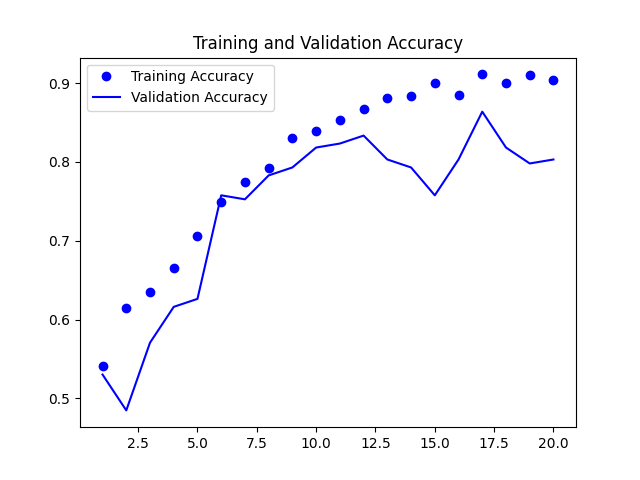 Training and Validation Accuracy
Training Accuracy
Validation Accuracy
0.9
0.8
0.7
0.6
0.5
2.5 5.0 7.5 10.0 12.5 15.0 17.5 20.0